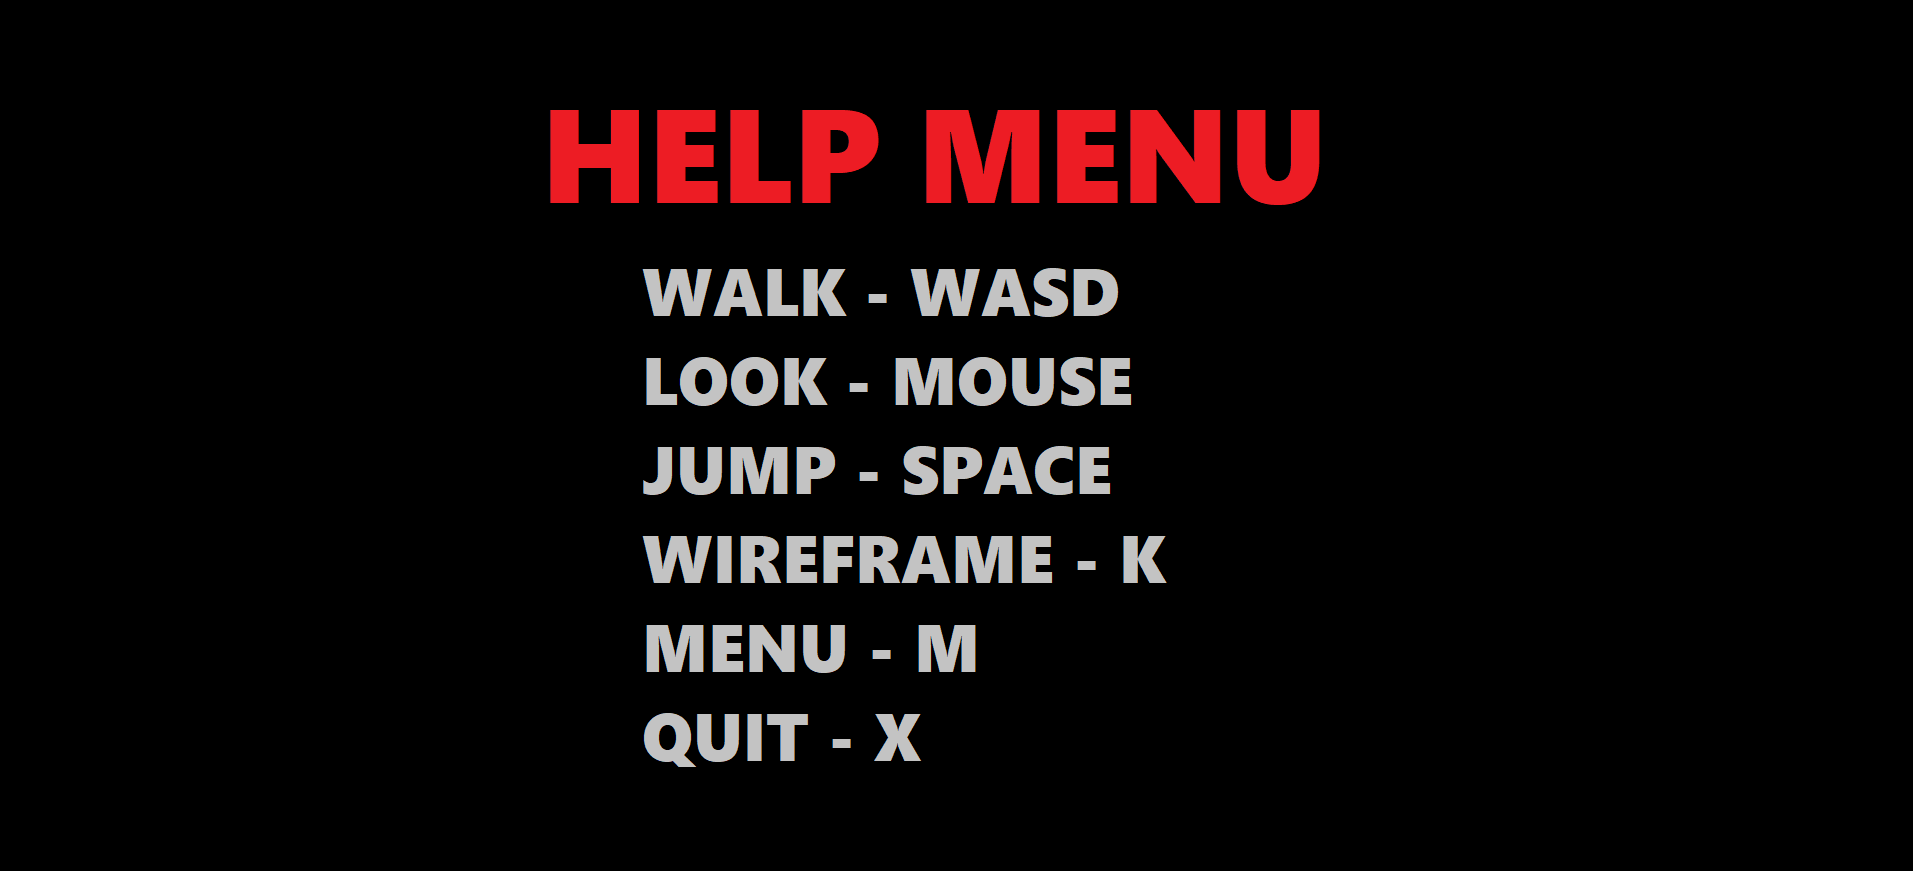 HELP MENU
WALK - WASD
LOOK - MOUSE
JUMP - SPACE
WIREFRAME - K
MENU - M
QUIT - X